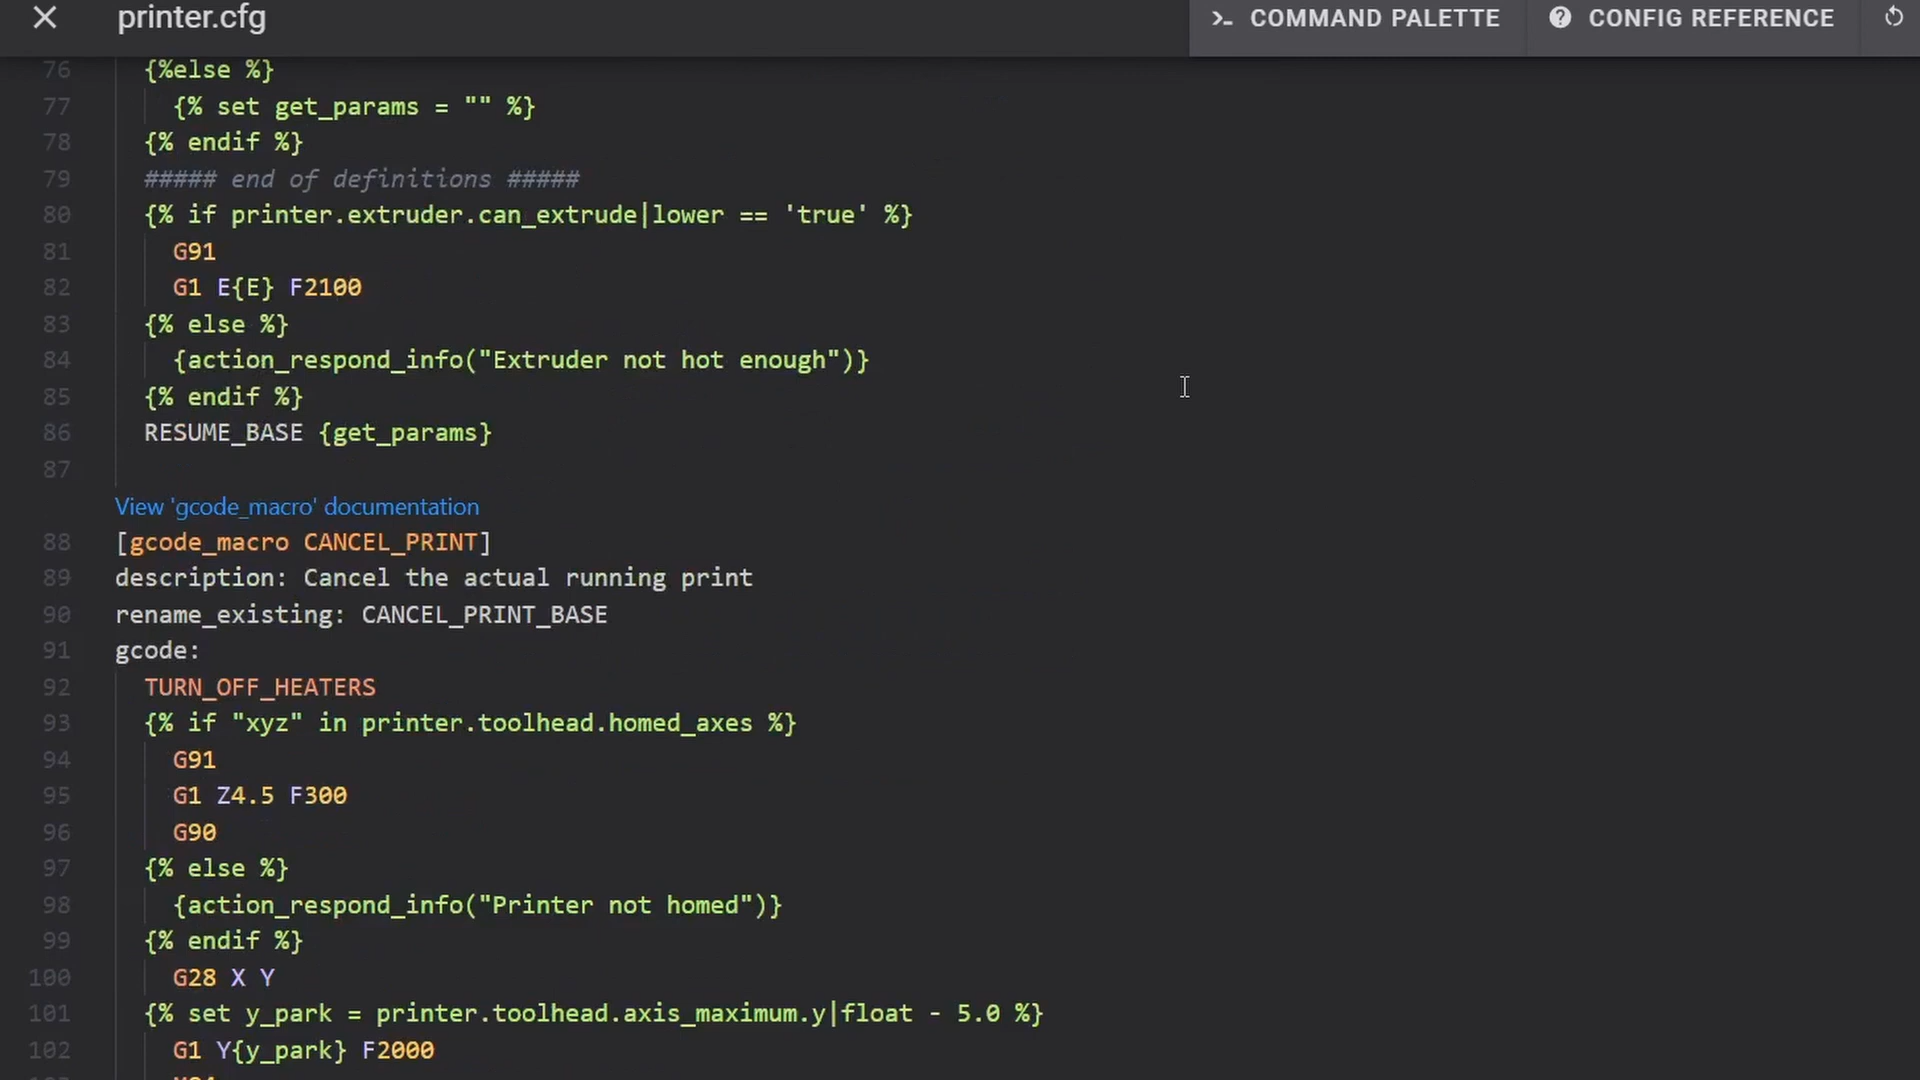 printer.cfg
COMMAND PALETTE
CONFIG REFERENCE
76 {%else %}
77 {% set get_params = "" %}
78 {% endif %}
79 ##### end of definitions #####
80 {% if printer.extruder.can_extrude|lower == 'true' %}
81 G91
82 G1 E{E} F2100
83 {% else %}
84 {action_respond_info("Extruder not hot enough")}
85 {% endif %}
86 RESUME_BASE {get_params}
87
View 'gcode_macro' documentation
88 [gcode_macro CANCEL_PRINT]
89 description: Cancel the actual running print
90 rename_existing: CANCEL_PRINT_BASE
91 gcode:
92 TURN_OFF_HEATERS
93 {% if "xyz" in printer.toolhead.homed_axes %}
94 G91
95 G1 Z4.5 F300
96 G90
97 {% else %}
98 {action_respond_info("Printer not homed")}
99 {% endif %}
100 G28 X Y
101 {% set y_park = printer.toolhead.axis_maximum.y|float - 5.0 %}
102 G1 Y{y_park} F2000